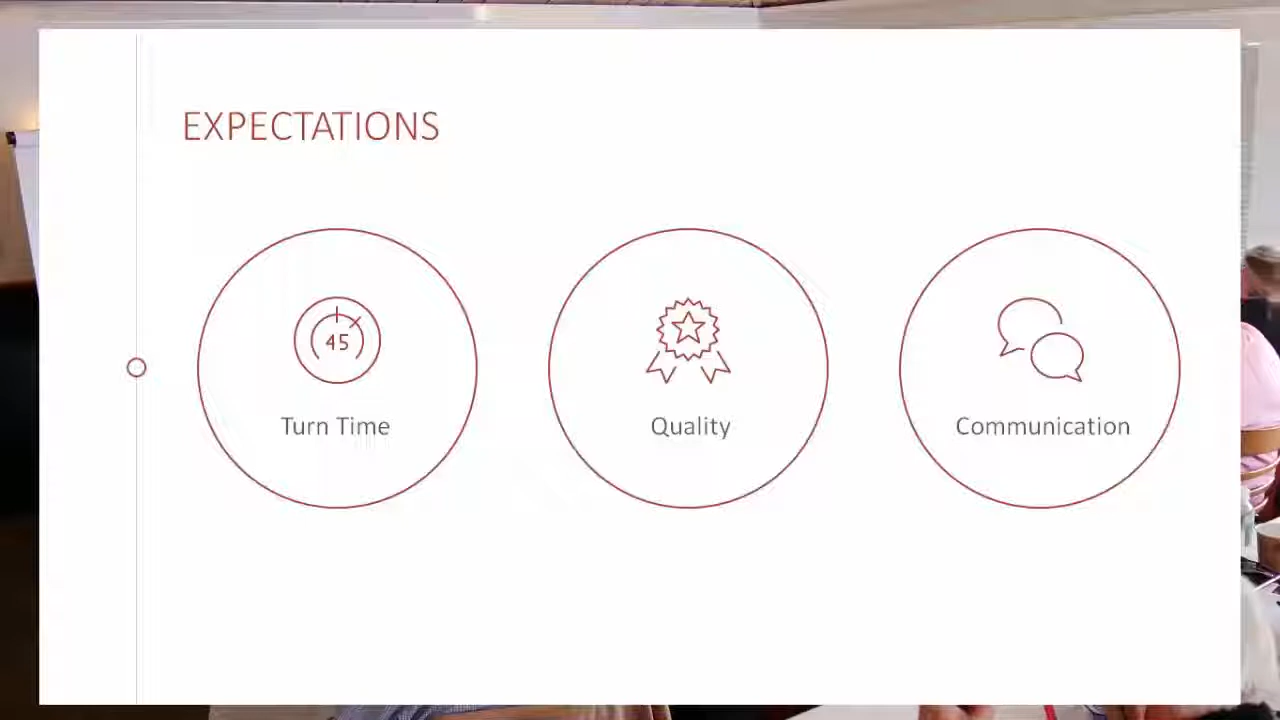 EXPECTATIONS
45
Turn Time
Quality
Communication